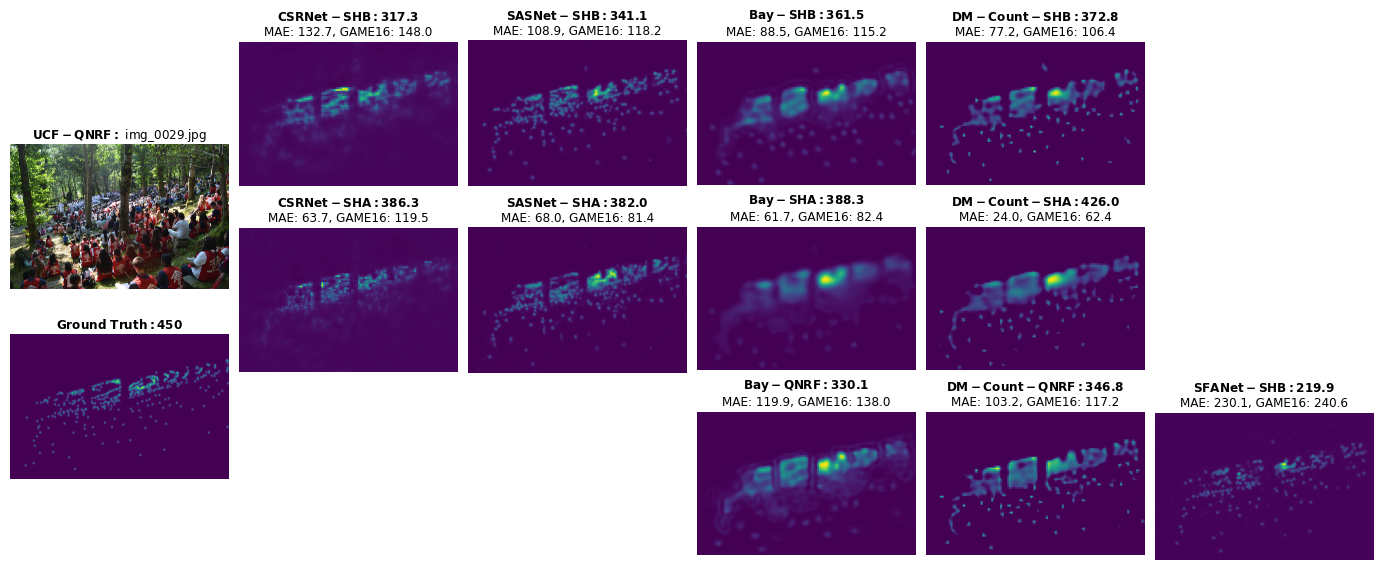 CSRNet-SHB: 317.3
MAE: 132.7, GAME16: 148.0
SASNet-SHB: 341.1
MAE: 108.9, GAME16: 118.2
Bay-SHB: 361.5
MAE: 88.5, GAME16: 115.2
DM-Count-SHB: 372.8
MAE: 77.2, GAME16: 106.4
UCF-QNRF: img_0029.jpg
CSRNet-SHA: 386.3
MAE: 63.7, GAME16: 119.5
SASNet-SHA: 382.0
MAE: 68.0, GAME16: 81.4
Bay-SHA: 388.3
MAE: 61.7, GAME16: 82.4
DM-Count-SHA: 426.0
MAE: 24.0, GAME16: 62.4
Ground Truth: 450
Bay-QNRF: 330.1
MAE: 119.9, GAME16: 138.0
DM-Count-QNRF: 346.8
MAE: 103.2, GAME16: 117.2
SFANet-SHB: 219.9
MAE: 230.1, GAME16: 240.6